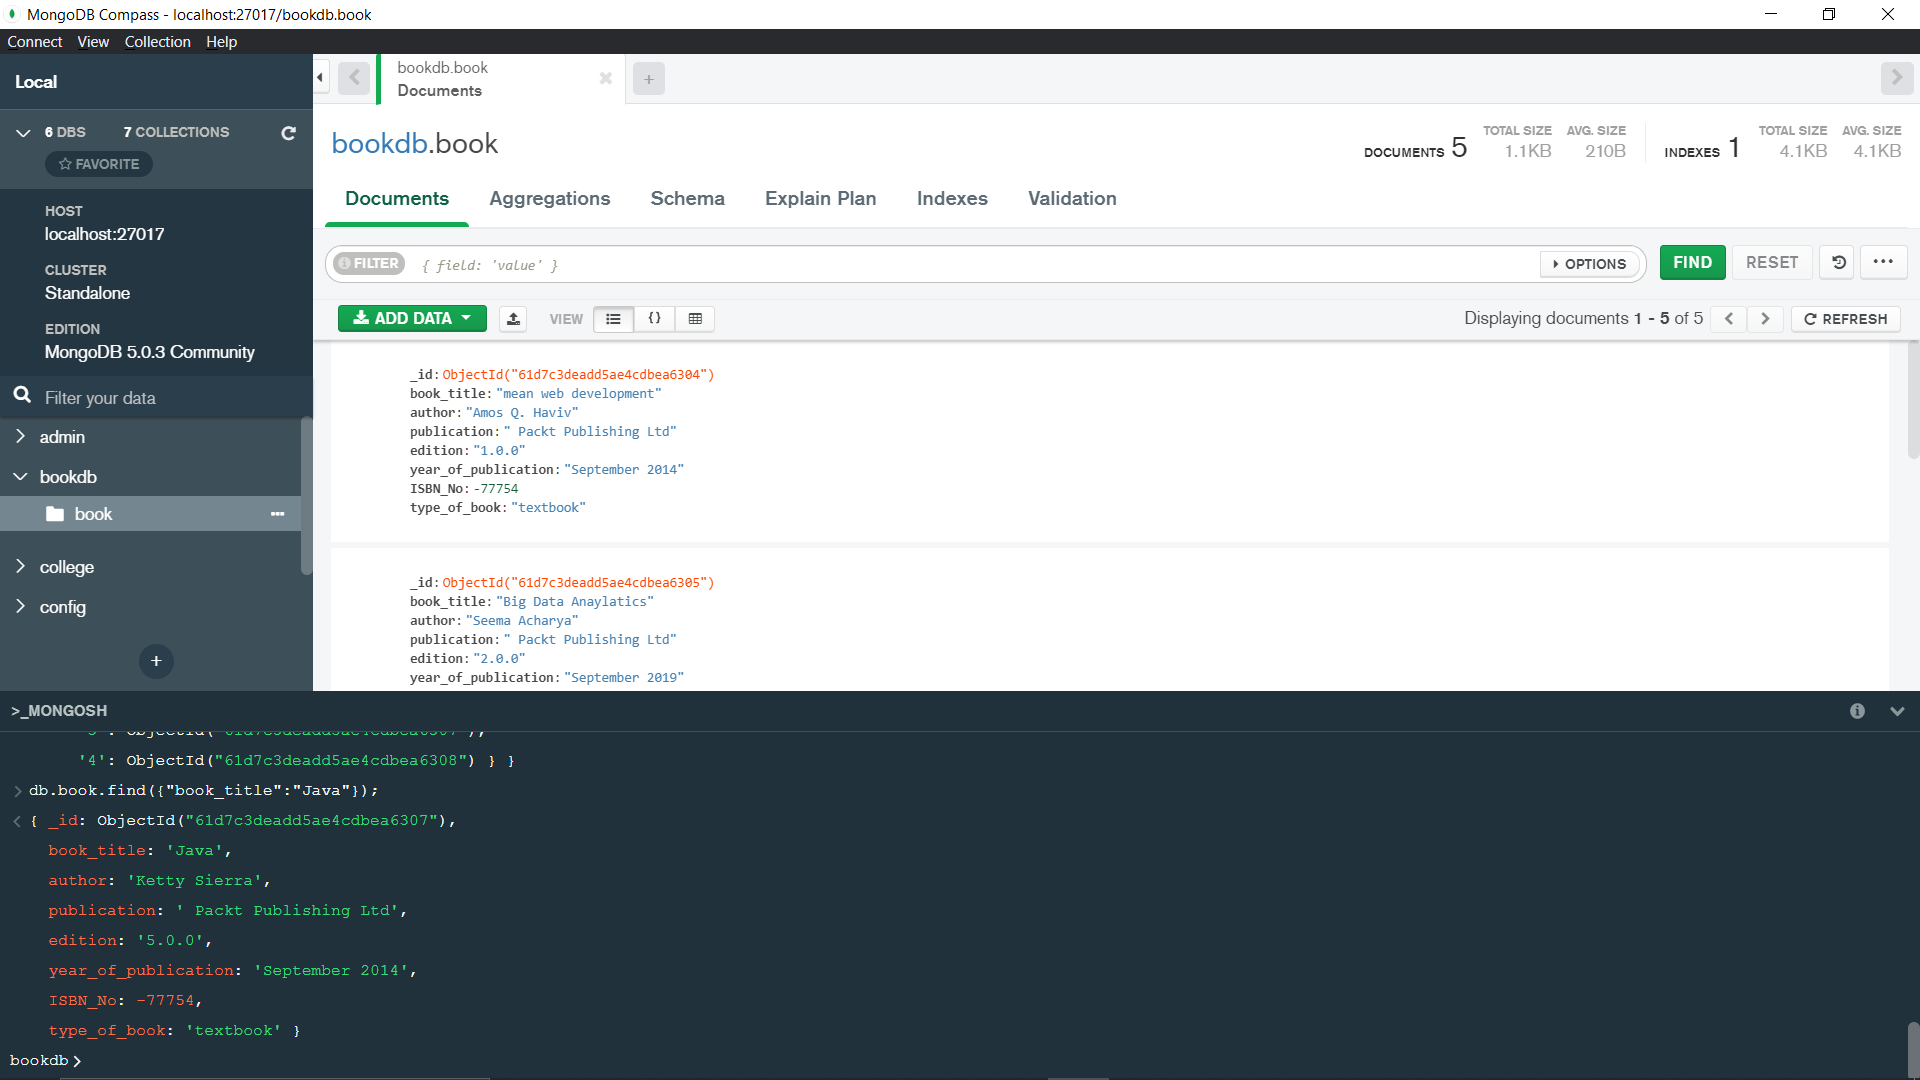 MongoDB Compass - localhost:27017/bookdb.book
Connect View Collection Help
Local
6 DBS 7 COLLECTIONS
FAVORITE
HOST
localhost:27017
CLUSTER
Standalone
EDITION
MongoDB 5.0.3 Community
Filter your data
admin
bookdb
book
college
config
bookdb.book
Documents
bookdb.book
DOCUMENTS 5 TOTAL SIZE 1.1KB AVG. SIZE 210B INDEXES 1 TOTAL SIZE 4.1KB AVG. SIZE 4.1KB
Documents Aggregations Schema Explain Plan Indexes Validation
FILTER { field: 'value' } OPTIONS FIND RESET
ADD DATA VIEW {} Displaying documents 1 - 5 of 5 REFRESH
_id: ObjectId("61d7c3deadd5ae4cdbea6304")
book_title: "mean web development"
author: "Amos Q. Haviv"
publication: " Packt Publishing Ltd"
edition: "1.0.0"
year_of_publication: "September 2014"
ISBN_No: -77754
type_of_book: "textbook"
_id: ObjectId("61d7c3deadd5ae4cdbea6305")
book_title: "Big Data Anaylatics"
author: "Seema Acharya"
publication: " Packt Publishing Ltd"
edition: "2.0.0"
year_of_publication: "September 2019"
>_MONGOSH
'4': ObjectId("61d7c3deadd5ae4cdbea6308") } }
> db.book.find({"book_title":"Java"});
< { _id: ObjectId("61d7c3deadd5ae4cdbea6307"),
book_title: 'Java',
author: 'Ketty Sierra',
publication: ' Packt Publishing Ltd',
edition: '5.0.0',
year_of_publication: 'September 2014',
ISBN_No: -77754,
type_of_book: 'textbook' }
bookdb>